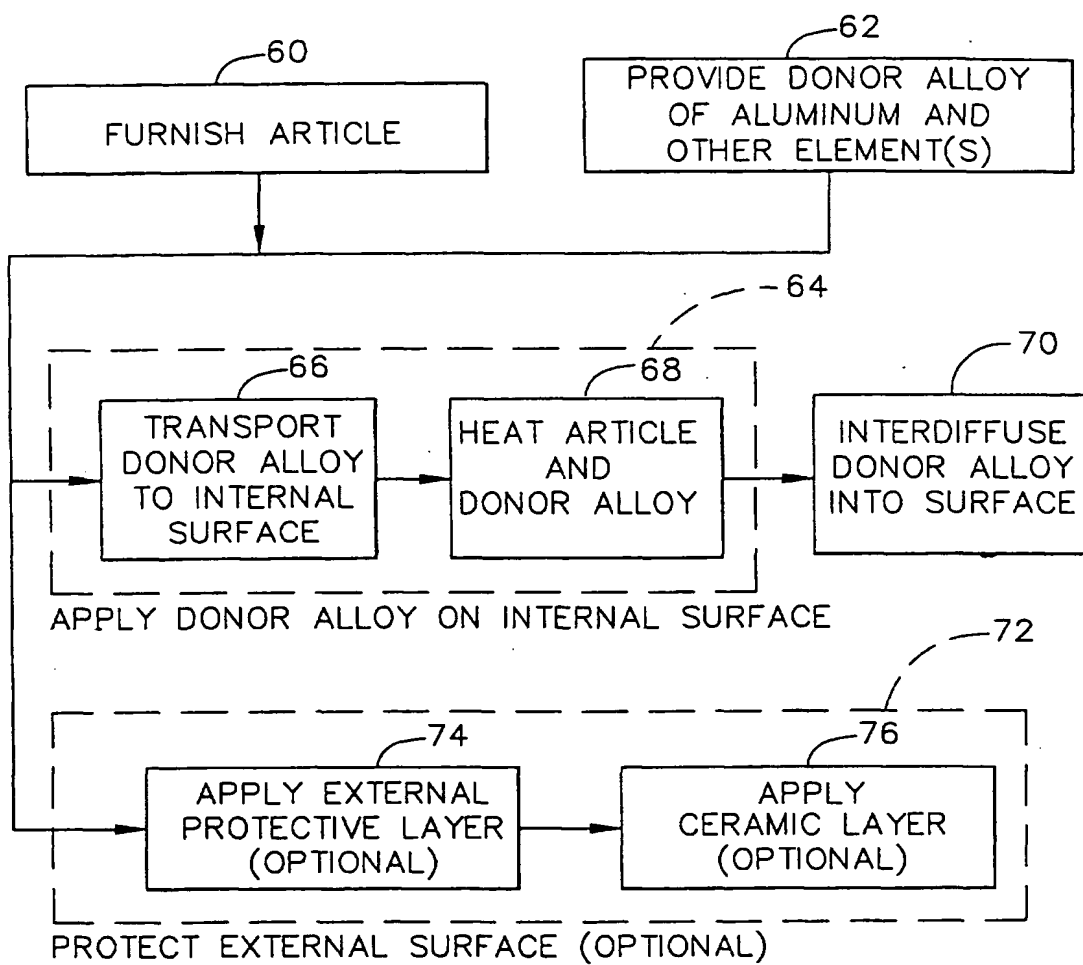 60
FURNISH ARTICLE
62
PROVIDE DONOR ALLOY
OF ALUMINUM AND
OTHER ELEMENT(S)
64
66
TRANSPORT
DONOR ALLOY
TO INTERNAL
SURFACE
68
HEAT ARTICLE
AND
DONOR ALLOY
70
INTERDIFFUSE
DONOR ALLOY
INTO SURFACE
APPLY DONOR ALLOY ON INTERNAL SURFACE
72
74
APPLY EXTERNAL
PROTECTIVE LAYER
(OPTIONAL)
76
APPLY
CERAMIC LAYER
(OPTIONAL)
PROTECT EXTERNAL SURFACE (OPTIONAL)